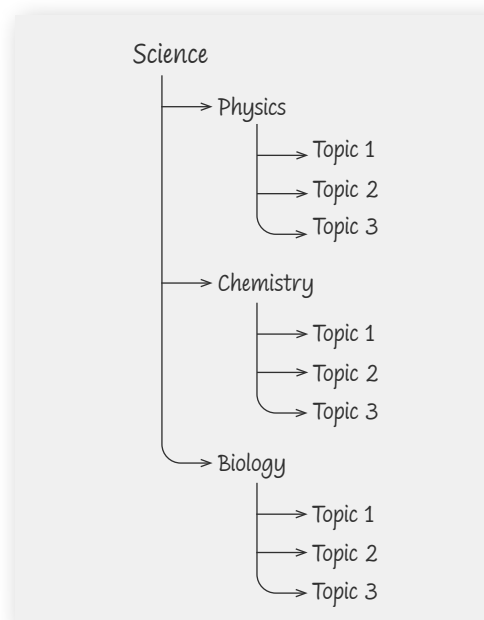 Science
Physics
Topic 1
Topic 2
Topic 3
Chemistry
Topic 1
Topic 2
Topic 3
Biology
Topic 1
Topic 2
Topic 3